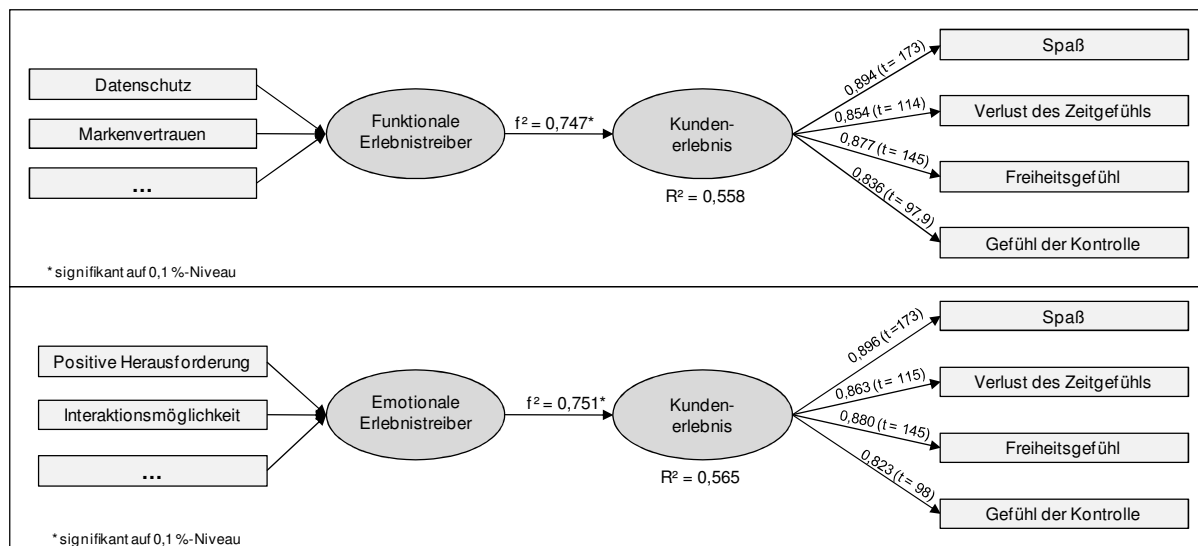 Datenschutz
Markenvertrauen
...
Funktionale
Erlebnistreiber
f² = 0,747*
Kunden-
erlebnis
R² = 0,558
0,894 (t = 173)
0,854 (t = 114)
0,877 (t = 145)
0,836 (t = 97,9)
Spaß
Verlust des Zeitgefühls
Freiheitsgefühl
Gefühl der Kontrolle
* signifikant auf 0,1 %-Niveau
Positive Herausforderung
Interaktionsmöglichkeit
...
Emotionale
Erlebnistreiber
f² = 0,751*
Kunden-
erlebnis
R² = 0,565
0,896 (t=173)
0,863 (t = 115)
0,880 (t = 145)
0,823 (t= 98)
Spaß
Verlust des Zeitgefühls
Freiheitsgefühl
Gefühl der Kontrolle
* signifikant auf 0,1 %-Niveau